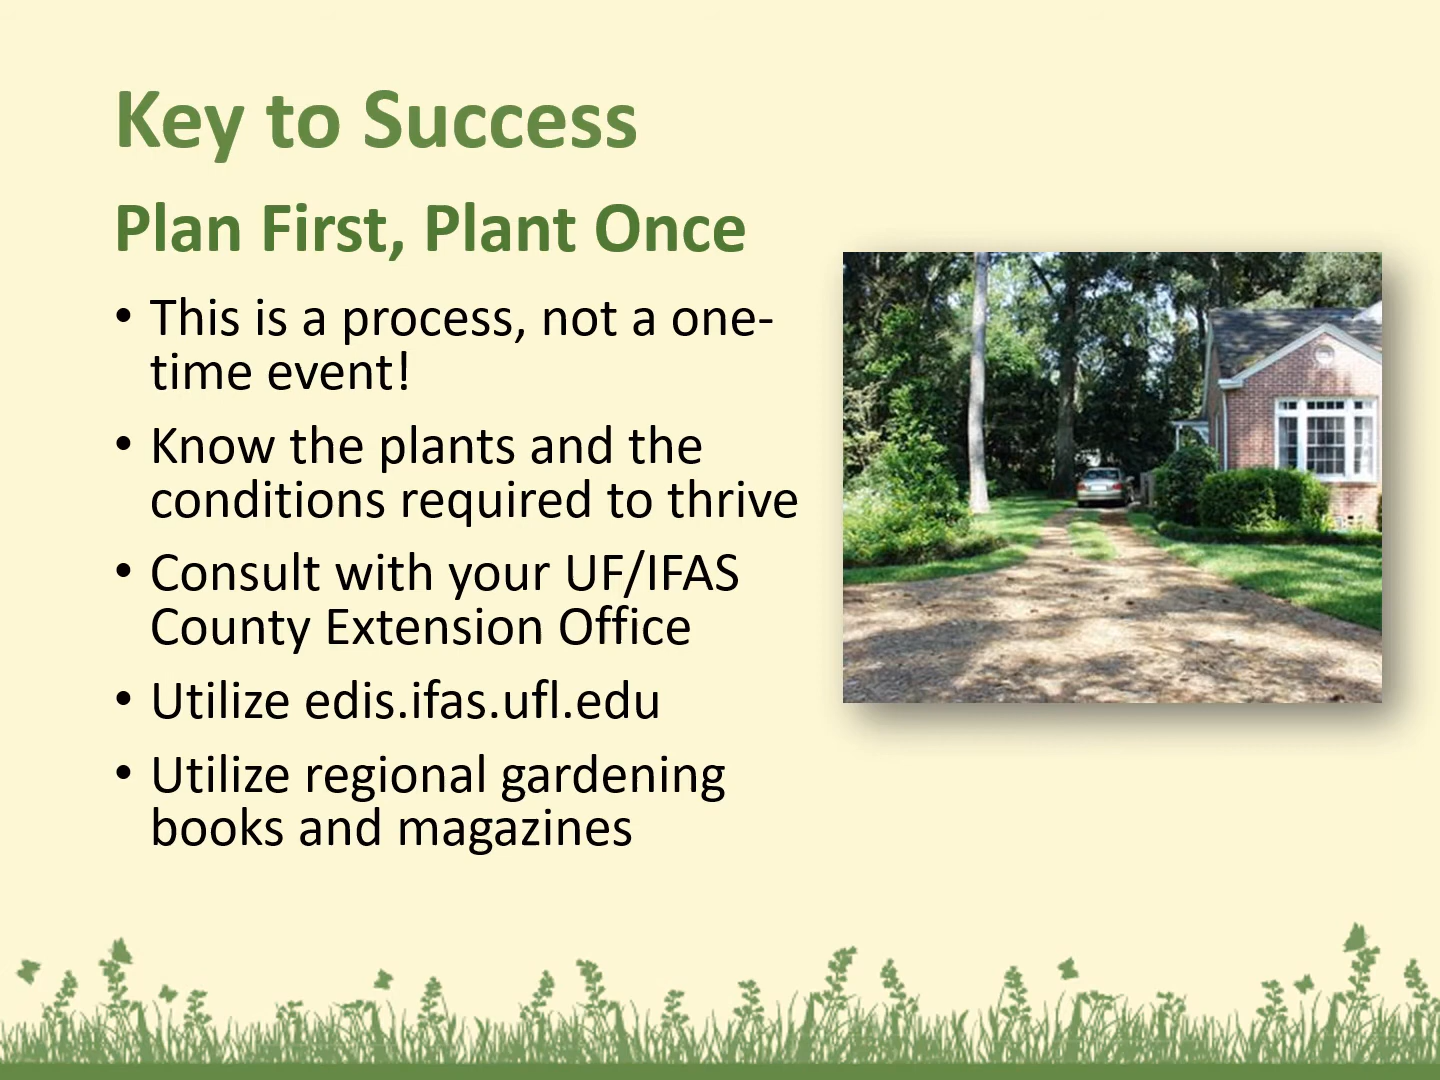 Key to Success
Plan First, Plant Once
• This is a process, not a one-
time event!
• Know the plants and the
conditions required to thrive
• Consult with your UF/IFAS
County Extension Office
• Utilize edis.ifas.ufl.edu
• Utilize regional gardening
books and magazines